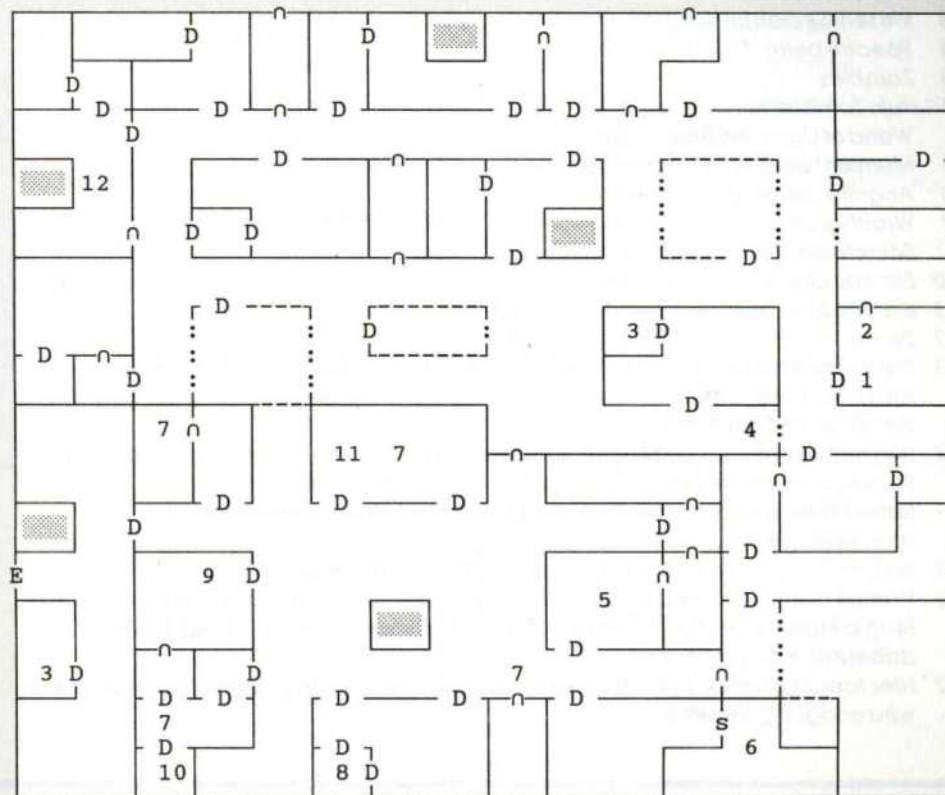 ∩ ∩
D D ∩ ∩
D
D D ∩ D D ∩ D
D
D ∩ D D
12 D D
∩ D D
∩ D D
D ∩
D 3 D 2
D ∩
D D 1
D
7 ∩ 4
11 7 ∩ D
∩ D
D D ∩
D D
∩ D
E 9 D ∩
5 D
∩ D
3 D D 7 ∩
D D D D D ∩ D
7 S
D D 6
10 8 D